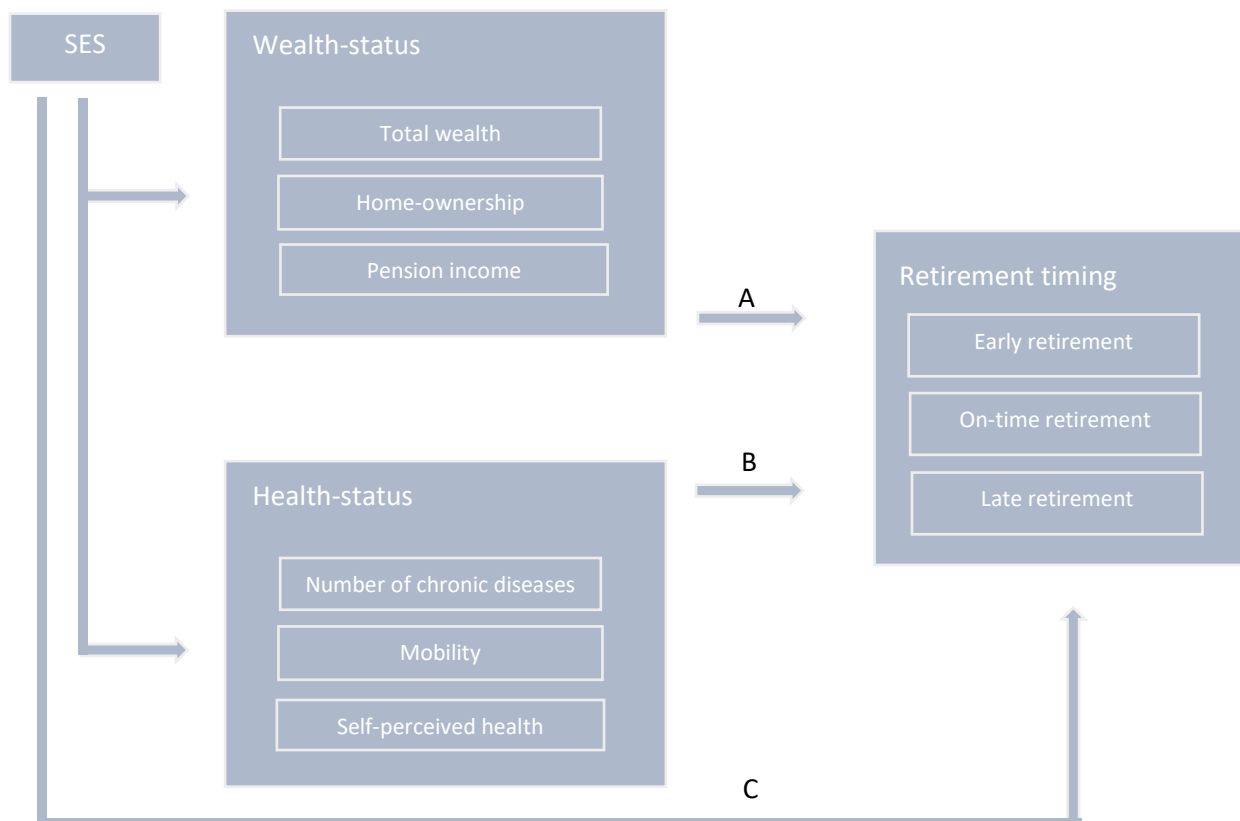 SES
Wealth-status
Total wealth
Home-ownership
Pension income
A
Retirement timing
Early retirement
On-time retirement
Late retirement
B
Health-status
Number of chronic diseases
Mobility
Self-perceived health
C